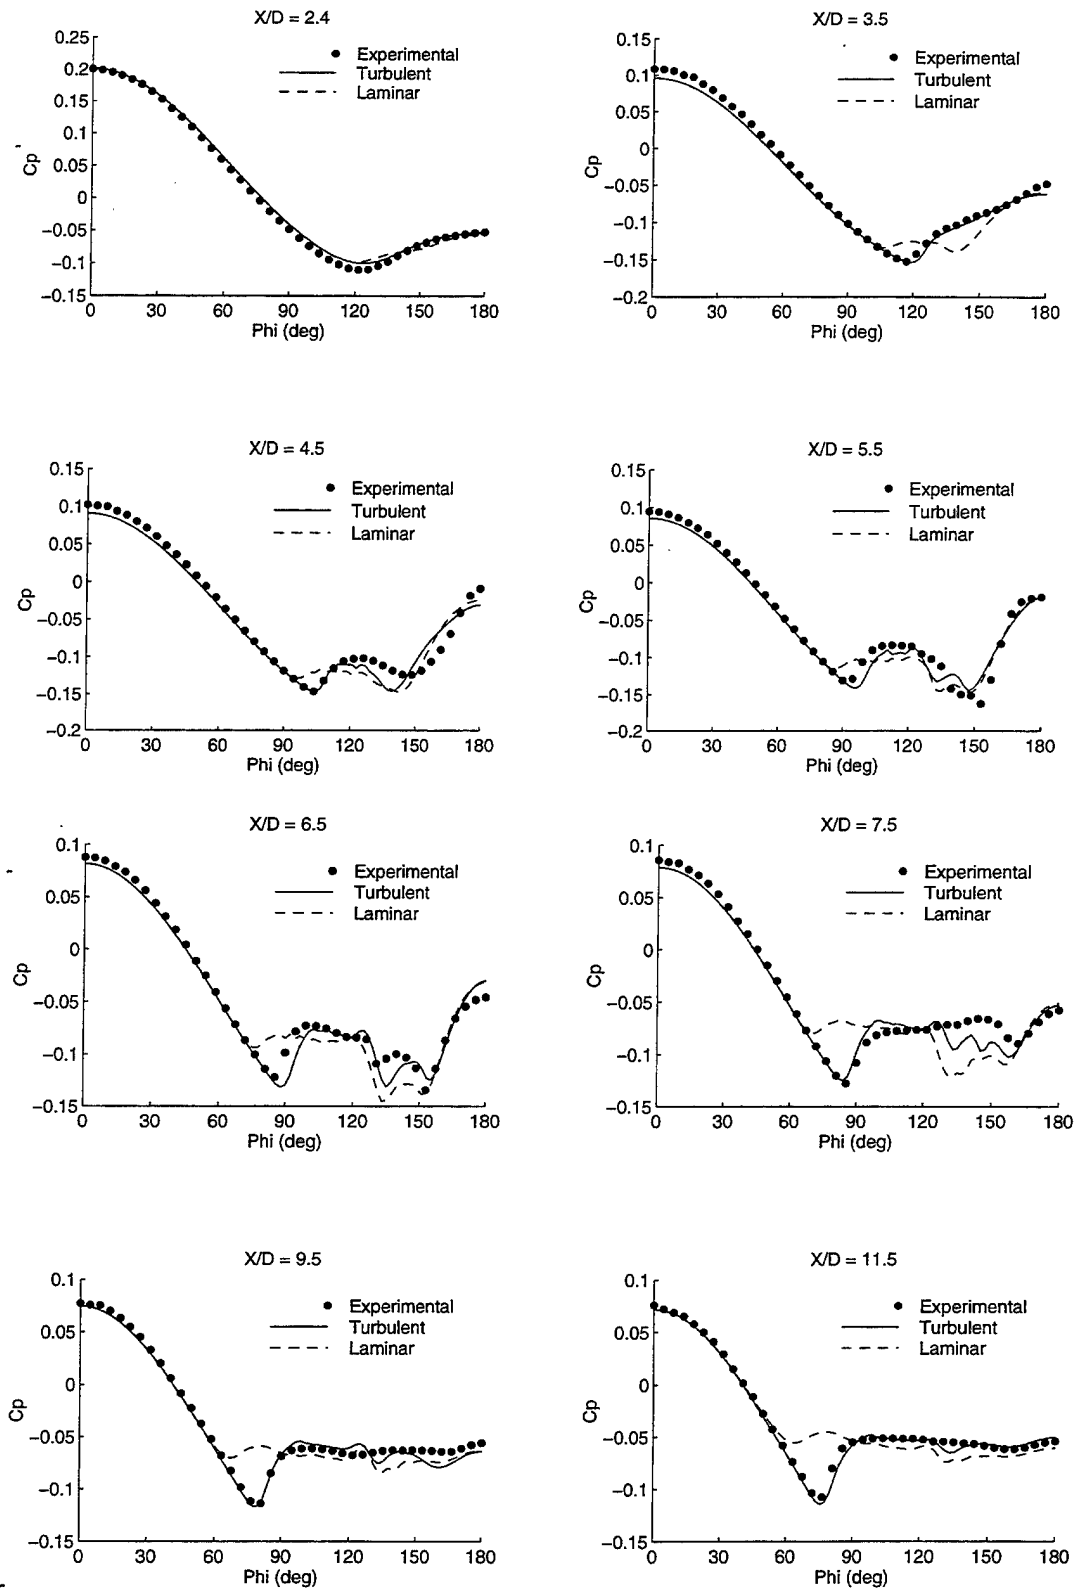 X/D = 2.4
0.25
0.2
0.15
0.1
0.05
0
−0.05
−0.1
−0.15
Cp
Experimental
Turbulent
Laminar
0 30 60 90 120 150 180
Phi (deg)
X/D = 3.5
0.15
0.1
0.05
0
−0.05
−0.1
−0.15
−0.2
Cp
Experimental
Turbulent
Laminar
0 30 60 90 120 150 180
Phi (deg)
X/D = 4.5
0.15
0.1
0.05
0
−0.05
−0.1
−0.15
−0.2
Cp
Experimental
Turbulent
Laminar
0 30 60 90 120 150 180
Phi (deg)
X/D = 5.5
0.15
0.1
0.05
0
−0.05
−0.1
−0.15
−0.2
Cp
Experimental
Turbulent
Laminar
0 30 60 90 120 150 180
Phi (deg)
X/D = 6.5
0.1
0.05
0
−0.05
−0.1
−0.15
Cp
Experimental
Turbulent
Laminar
0 30 60 90 120 150 180
Phi (deg)
X/D = 7.5
0.1
0.05
0
−0.05
−0.1
−0.15
Cp
Experimental
Turbulent
Laminar
0 30 60 90 120 150 180
Phi (deg)
X/D = 9.5
0.1
0.05
0
−0.05
−0.1
−0.15
Cp
Experimental
Turbulent
Laminar
0 30 60 90 120 150 180
Phi (deg)
X/D = 11.5
0.1
0.05
0
−0.05
−0.1
−0.15
Cp
Experimental
Turbulent
Laminar
0 30 60 90 120 150 180
Phi (deg)